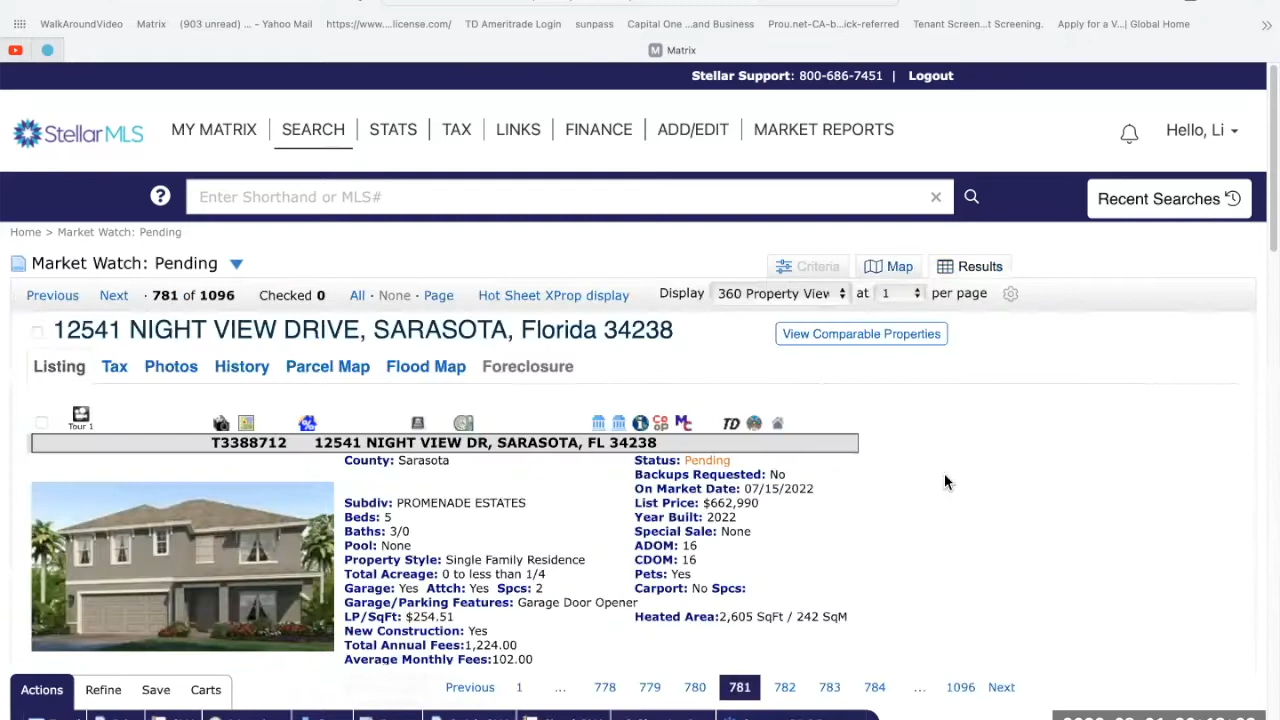 WalkAroundVideo Matrix (903 unread) ... - Yahoo Mail https://www....license.com/ TD Ameritrade Login sunpass Capital One ...and Business Prou.net-CA-b...ick-referred Tenant Screen...t Screening. Apply for a V...| Global Home
M Matrix
Stellar Support: 800-686-7451 | Logout
StellarMLS MY MATRIX SEARCH STATS TAX LINKS FINANCE ADD/EDIT MARKET REPORTS Hello, Li
? Enter Shorthand or MLS# Recent Searches
Home > Market Watch: Pending
Market Watch: Pending Criteria Map Results
Previous Next · 781 of 1096 Checked 0 All · None · Page Hot Sheet XProp display Display 360 Property View at 1 per page
12541 NIGHT VIEW DRIVE, SARASOTA, Florida 34238 View Comparable Properties
Listing Tax Photos History Parcel Map Flood Map Foreclosure
Tour 1 TD
T3388712 12541 NIGHT VIEW DR, SARASOTA, FL 34238
County: Sarasota Status: Pending
Backups Requested: No
On Market Date: 07/15/2022
Subdiv: PROMENADE ESTATES List Price: $662,990
Beds: 5 Year Built: 2022
Baths: 3/0 Special Sale: None
Pool: None ADOM: 16
Property Style: Single Family Residence CDOM: 16
Total Acreage: 0 to less than 1/4 Pets: Yes
Garage: Yes Attch: Yes Spcs: 2 Carport: No Spcs:
Garage/Parking Features: Garage Door Opener
LP/SqFt: $254.51 Heated Area:2,605 SqFt / 242 SqM
New Construction: Yes
Total Annual Fees:1,224.00
Average Monthly Fees:102.00
Actions Refine Save Carts Previous 1 ... 778 779 780 781 782 783 784 ... 1096 Next